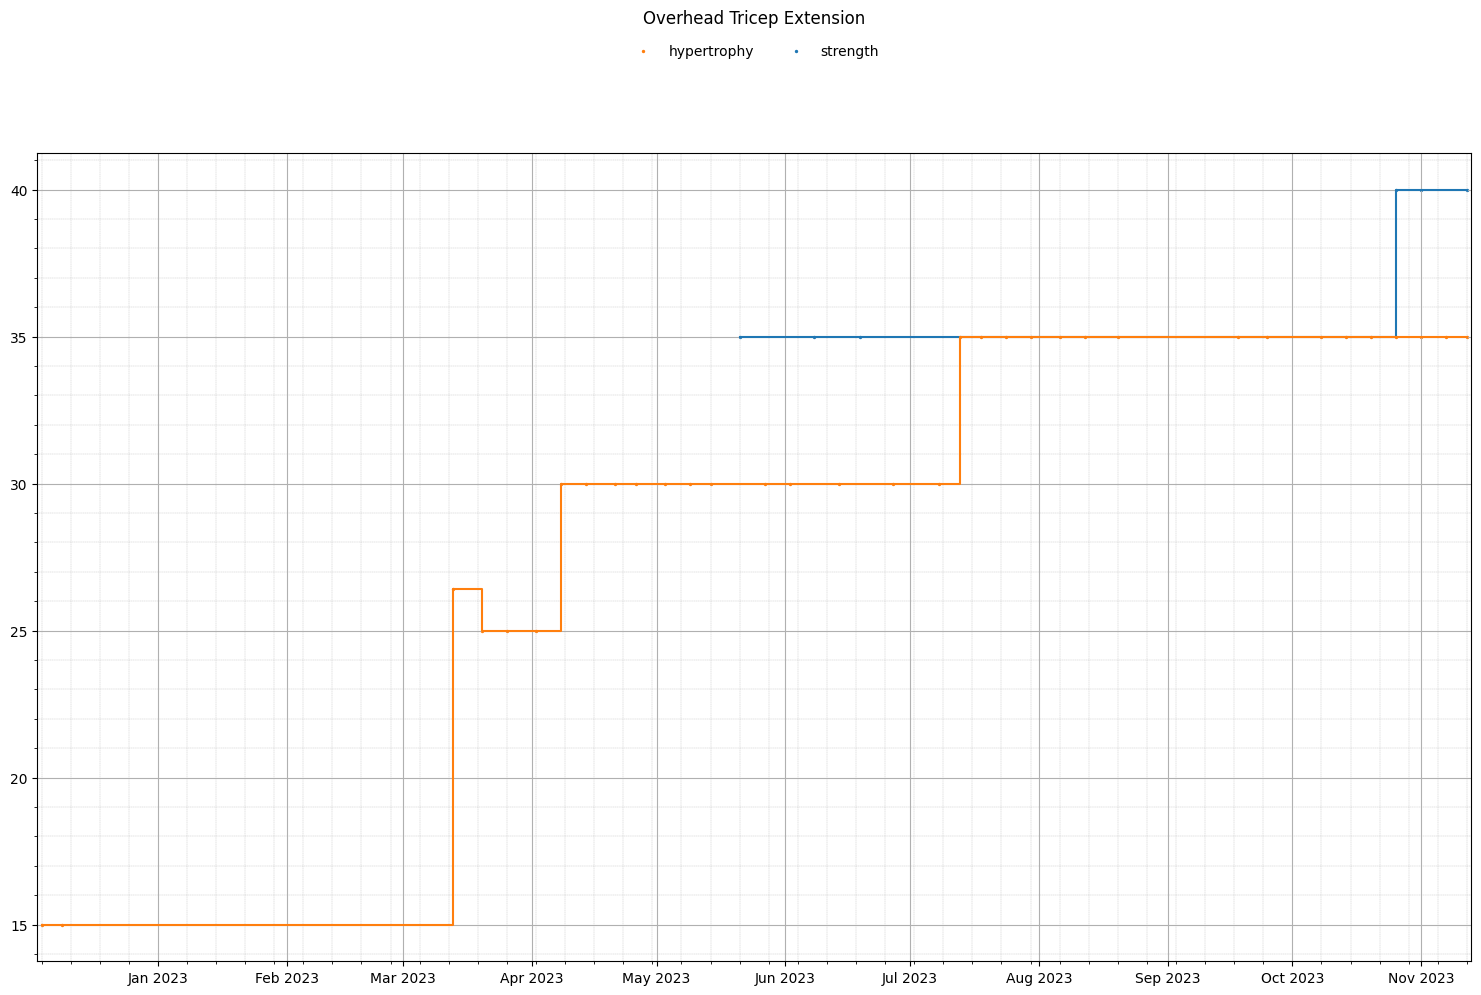 Overhead Tricep Extension
hypertrophy strength
40
35
30
25
20
15
Jan 2023 Feb 2023 Mar 2023 Apr 2023 May 2023 Jun 2023 Jul 2023 Aug 2023 Sep 2023 Oct 2023 Nov 2023